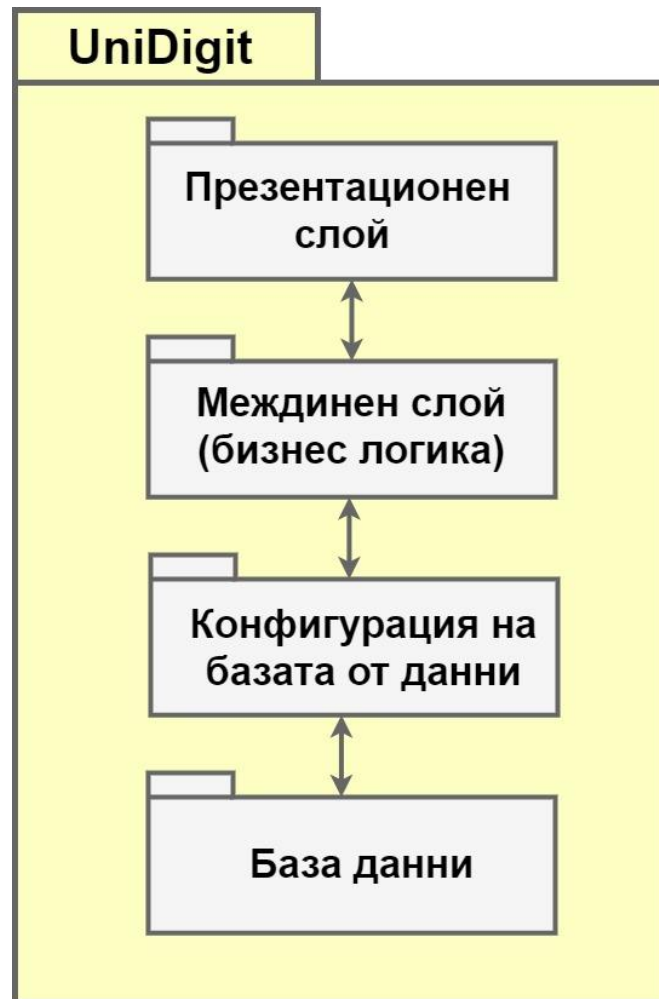 UniDigit
Презентационен
слой
Междинен слой
(бизнес логика)
Конфигурация на
базата от данни
База данни